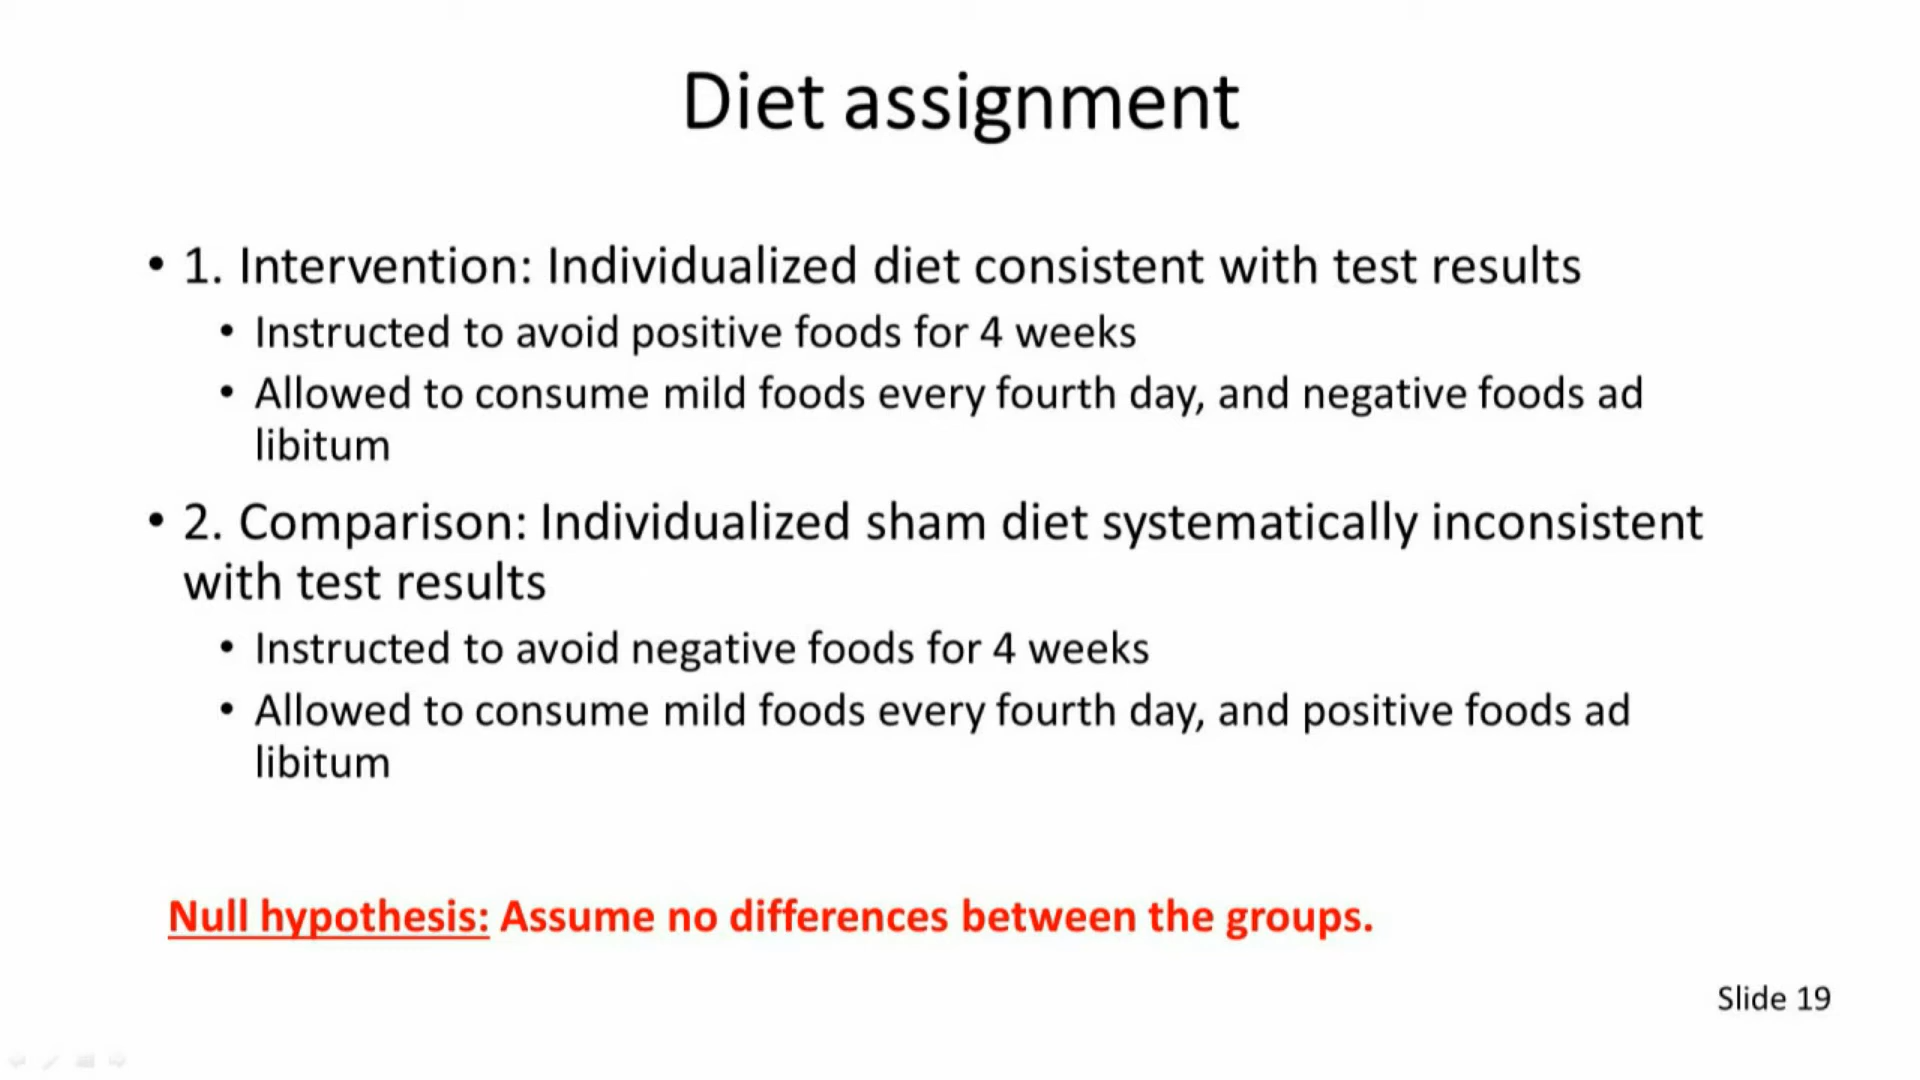 Diet assignment
• 1. Intervention: Individualized diet consistent with test results
• Instructed to avoid positive foods for 4 weeks
• Allowed to consume mild foods every fourth day, and negative foods ad
libitum
• 2. Comparison: Individualized sham diet systematically inconsistent
with test results
• Instructed to avoid negative foods for 4 weeks
• Allowed to consume mild foods every fourth day, and positive foods ad
libitum
Null hypothesis: Assume no differences between the groups.
Slide 19